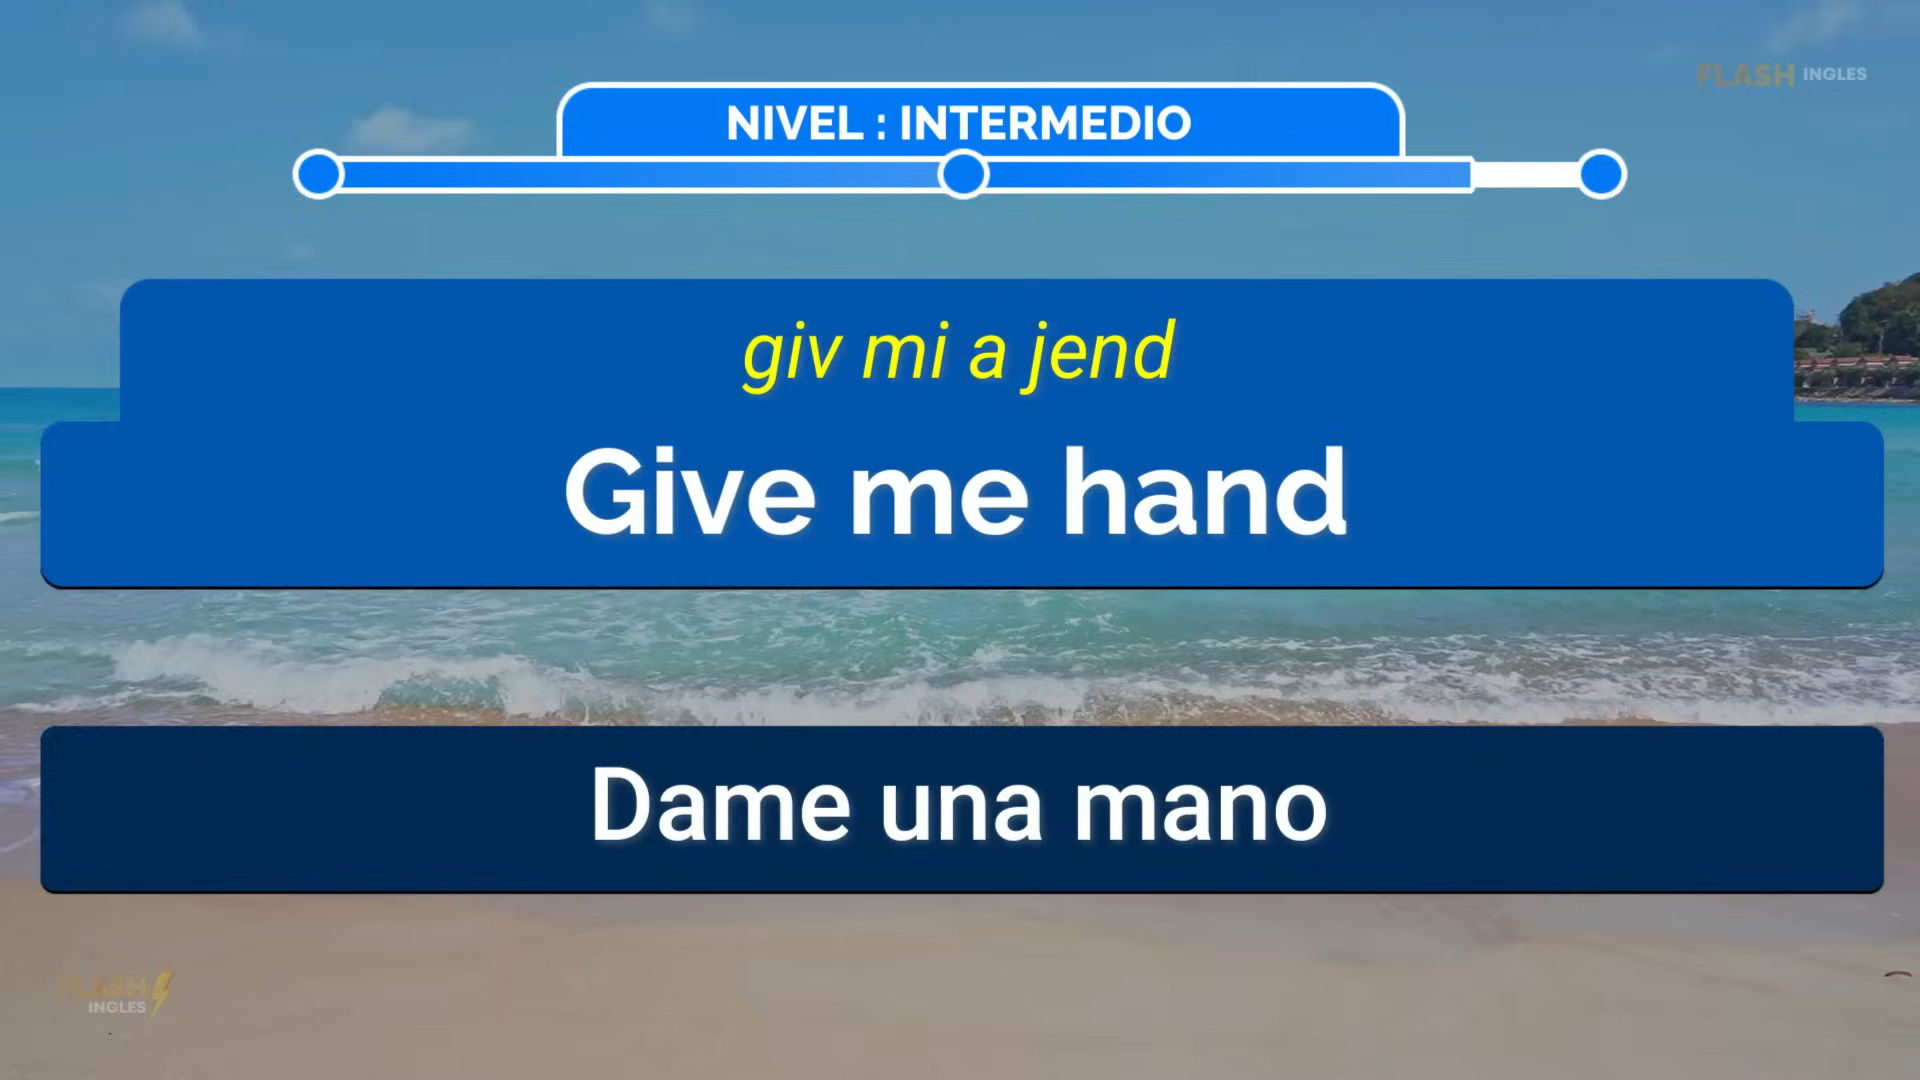 FLASH INGLES
NIVEL : INTERMEDIO
giv mi a jend
Give me hand
Dame una mano
FLASH
INGLES